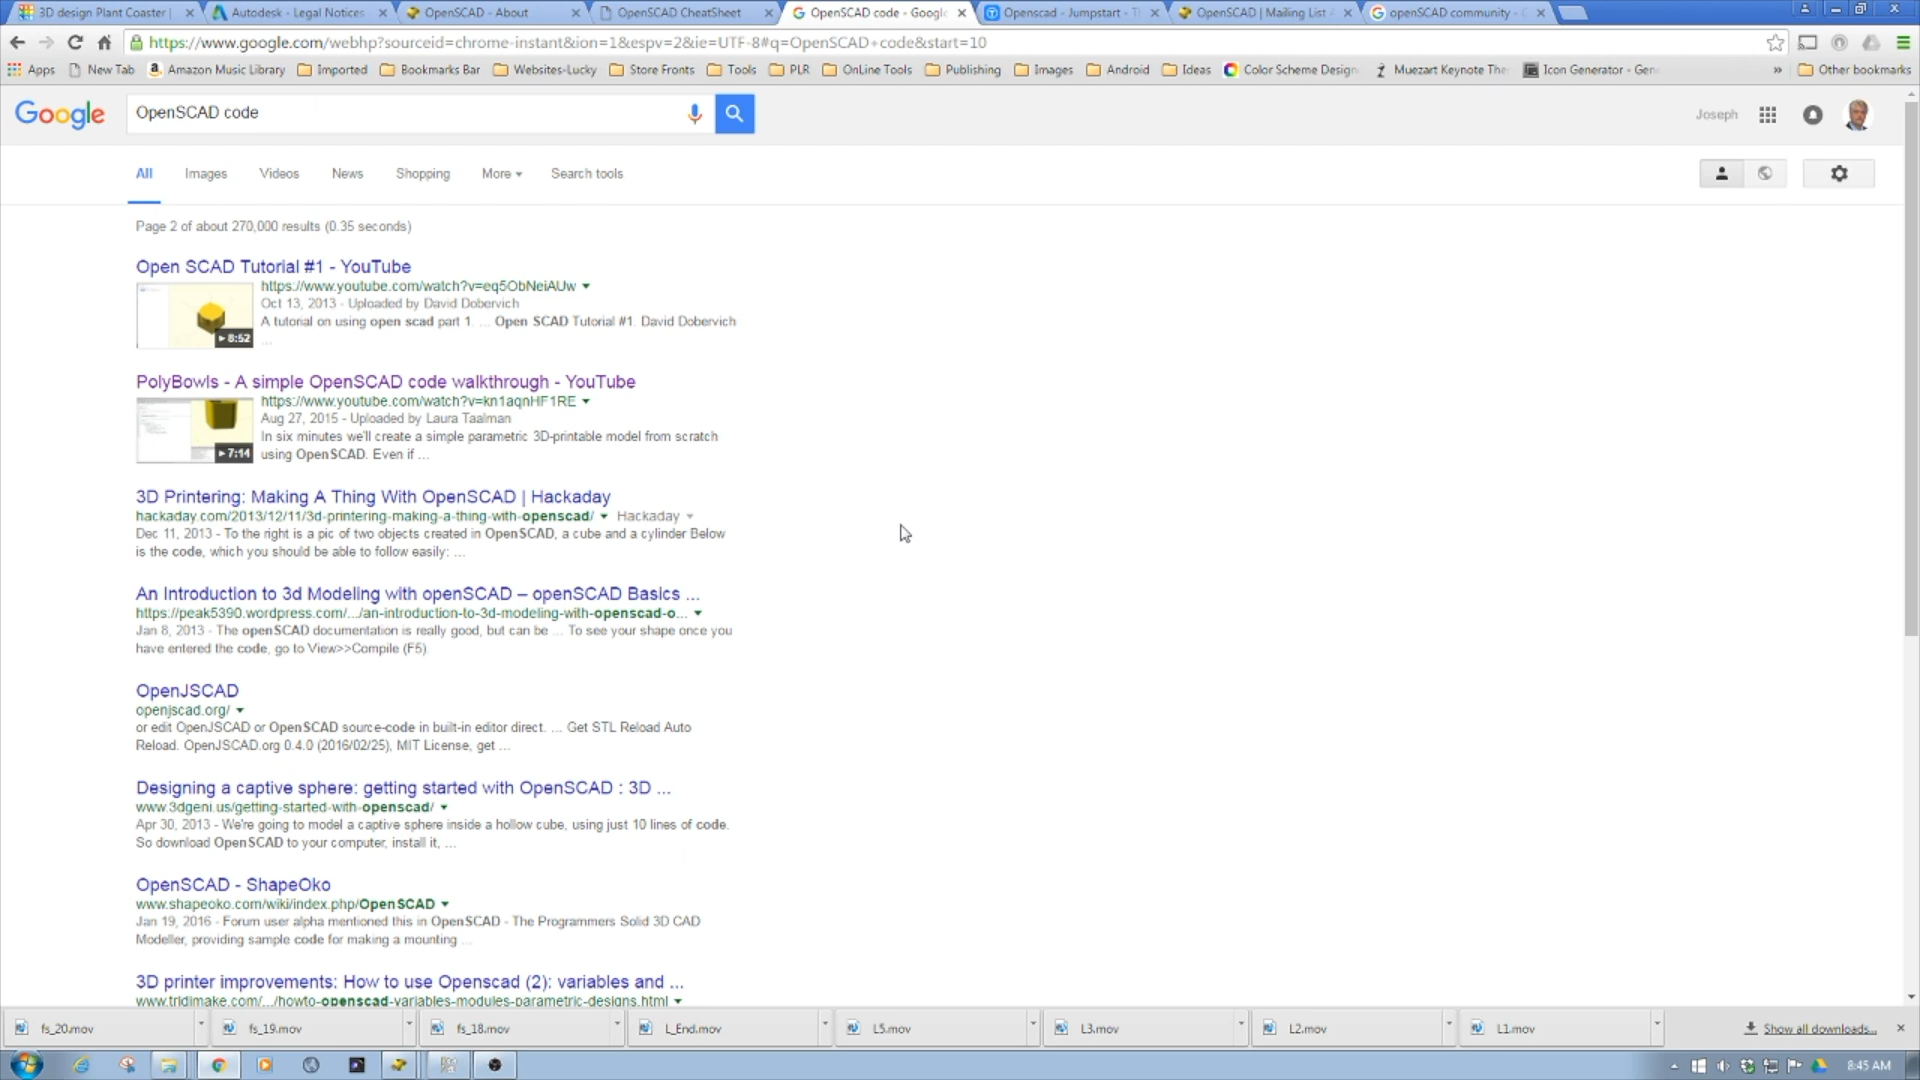 3D design Plant Coaster
Autodesk - Legal Notices
OpenSCAD - About
OpenSCAD CheatSheet
OpenSCAD code - Google
Openscad - Jumpstart -
OpenSCAD | Mailing List
openSCAD community -
https://www.google.com/webhp?sourceid=chrome-instant&ion=1&espv=2&ie=UTF-8#q=OpenSCAD+code&start=10
Apps New Tab Amazon Music Library Imported Bookmarks Bar Websites-Lucky Store Fronts Tools PLR OnLine Tools Publishing Images Android Ideas Color Scheme Design Muezart Keynote The Icon Generator - Gen » Other bookmarks
Google OpenSCAD code Joseph
All Images Videos News Shopping More Search tools
Page 2 of about 270,000 results (0.35 seconds)
Open SCAD Tutorial #1 - YouTube
https://www.youtube.com/watch?v=eq5ObNeiAUw
Oct 13, 2013 - Uploaded by David Dobervich
A tutorial on using open scad part 1. ... Open SCAD Tutorial #1. David Dobervich
...
8:52
PolyBowls - A simple OpenSCAD code walkthrough - YouTube
https://www.youtube.com/watch?v=kn1aqnHF1RE
Aug 27, 2015 - Uploaded by Laura Taalman
In six minutes we'll create a simple parametric 3D-printable model from scratch
using OpenSCAD. Even if ...
7:14
3D Printering: Making A Thing With OpenSCAD | Hackaday
hackaday.com/2013/12/11/3d-printering-making-a-thing-with-openscad/ Hackaday
Dec 11, 2013 - To the right is a pic of two objects created in OpenSCAD, a cube and a cylinder Below
is the code, which you should be able to follow easily: ...
An Introduction to 3d Modeling with openSCAD – openSCAD Basics ...
https://peak5390.wordpress.com/.../an-introduction-to-3d-modeling-with-openscad-o...
Jan 8, 2013 - The openSCAD documentation is really good, but can be ... To see your shape once you
have entered the code, go to View>>Compile (F5)
OpenJSCAD
openjscad.org/
or edit OpenJSCAD or OpenSCAD source-code in built-in editor direct. ... Get STL Reload Auto
Reload. OpenJSCAD.org 0.4.0 (2016/02/25), MIT License, get ...
Designing a captive sphere: getting started with OpenSCAD : 3D ...
www.3dgeni.us/getting-started-with-openscad/
Apr 30, 2013 - We're going to model a captive sphere inside a hollow cube, using just 10 lines of code.
So download OpenSCAD to your computer, install it, ...
OpenSCAD - ShapeOko
www.shapeoko.com/wiki/index.php/OpenSCAD
Jan 19, 2016 - Forum user alpha mentioned this in OpenSCAD - The Programmers Solid 3D CAD
Modeller, providing sample code for making a mounting ...
3D printer improvements: How to use Openscad (2): variables and ...
www.tridimake.com/.../howto-openscad-variables-modules-parametric-designs.html
fs_20.mov fs_19.mov fs_18.mov L_End.mov L5.mov L3.mov L2.mov L1.mov Show all downloads...
8:45 AM